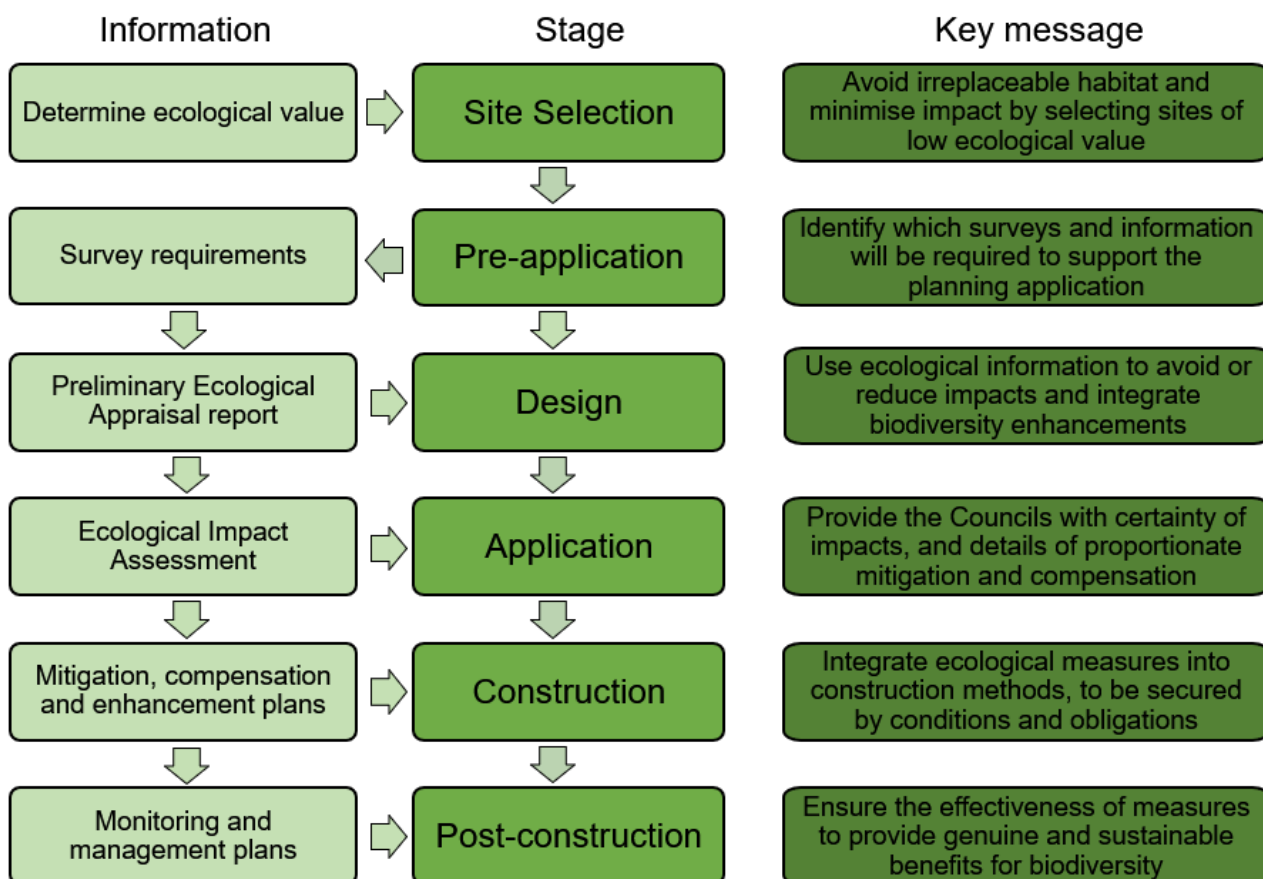 Information
Stage
Key message
Determine ecological value
Site Selection
Avoid irreplaceable habitat and
minimise impact by selecting sites of
low ecological value
Survey requirements
Pre-application
Identify which surveys and information
will be required to support the
planning application
Preliminary Ecological
Appraisal report
Design
Use ecological information to avoid or
reduce impacts and integrate
biodiversity enhancements
Ecological Impact
Assessment
Application
Provide the Councils with certainty of
impacts, and details of proportionate
mitigation and compensation
Mitigation, compensation
and enhancement plans
Construction
Integrate ecological measures into
construction methods, to be secured
by conditions and obligations
Monitoring and
management plans
Post-construction
Ensure the effectiveness of measures
to provide genuine and sustainable
benefits for biodiversity